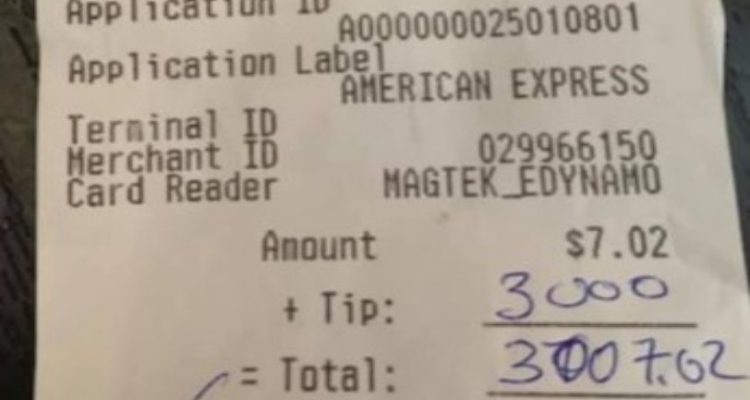 Application ID
A000000025010801
Application Label
AMERICAN EXPRESS
Terminal ID
Merchant ID 029966150
Card Reader MAGTEK_EDYNAMO
Amount $7.02
+ Tip: 3000
= Total: 3007.02